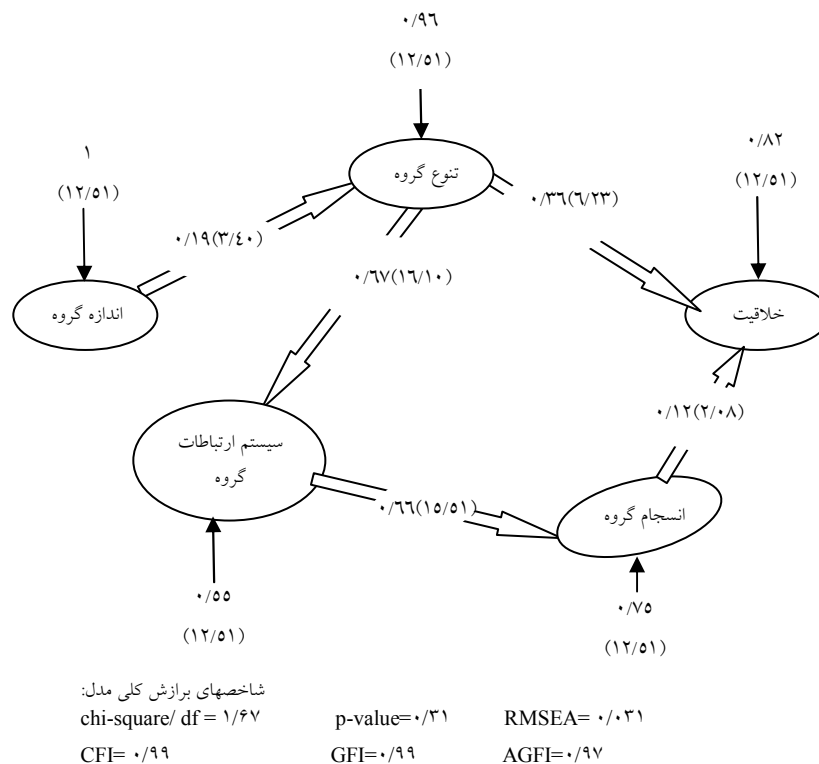 ۰/۹۶
(۱۲/۵۱)
۰/۸۲
(۱۲/۵۱)
۱
(۱۲/۵۱)
تنوع گروه
۰/۳۶(۶/۲۳)
۰/۱۹(۳/۴۰)
۰/۶۷(۱۶/۱۰)
اندازه گروه
خلاقیت
۰/۱۲(۲/۰۸)
سیستم ارتباطات
گروه
۰/۶۶(۱۵/۵۱)
انسجام گروه
۰/۵۵
(۱۲/۵۱)
۰/۷۵
(۱۲/۵۱)
شاخصهای برازش کلی مدل:
chi-square/ df = ۱/۶۷ p-value=۰/۳۱ RMSEA= ۰/۰۳۱
CFI= ۰/۹۹ GFI=۰/۹۹ AGFI=۰/۹۷